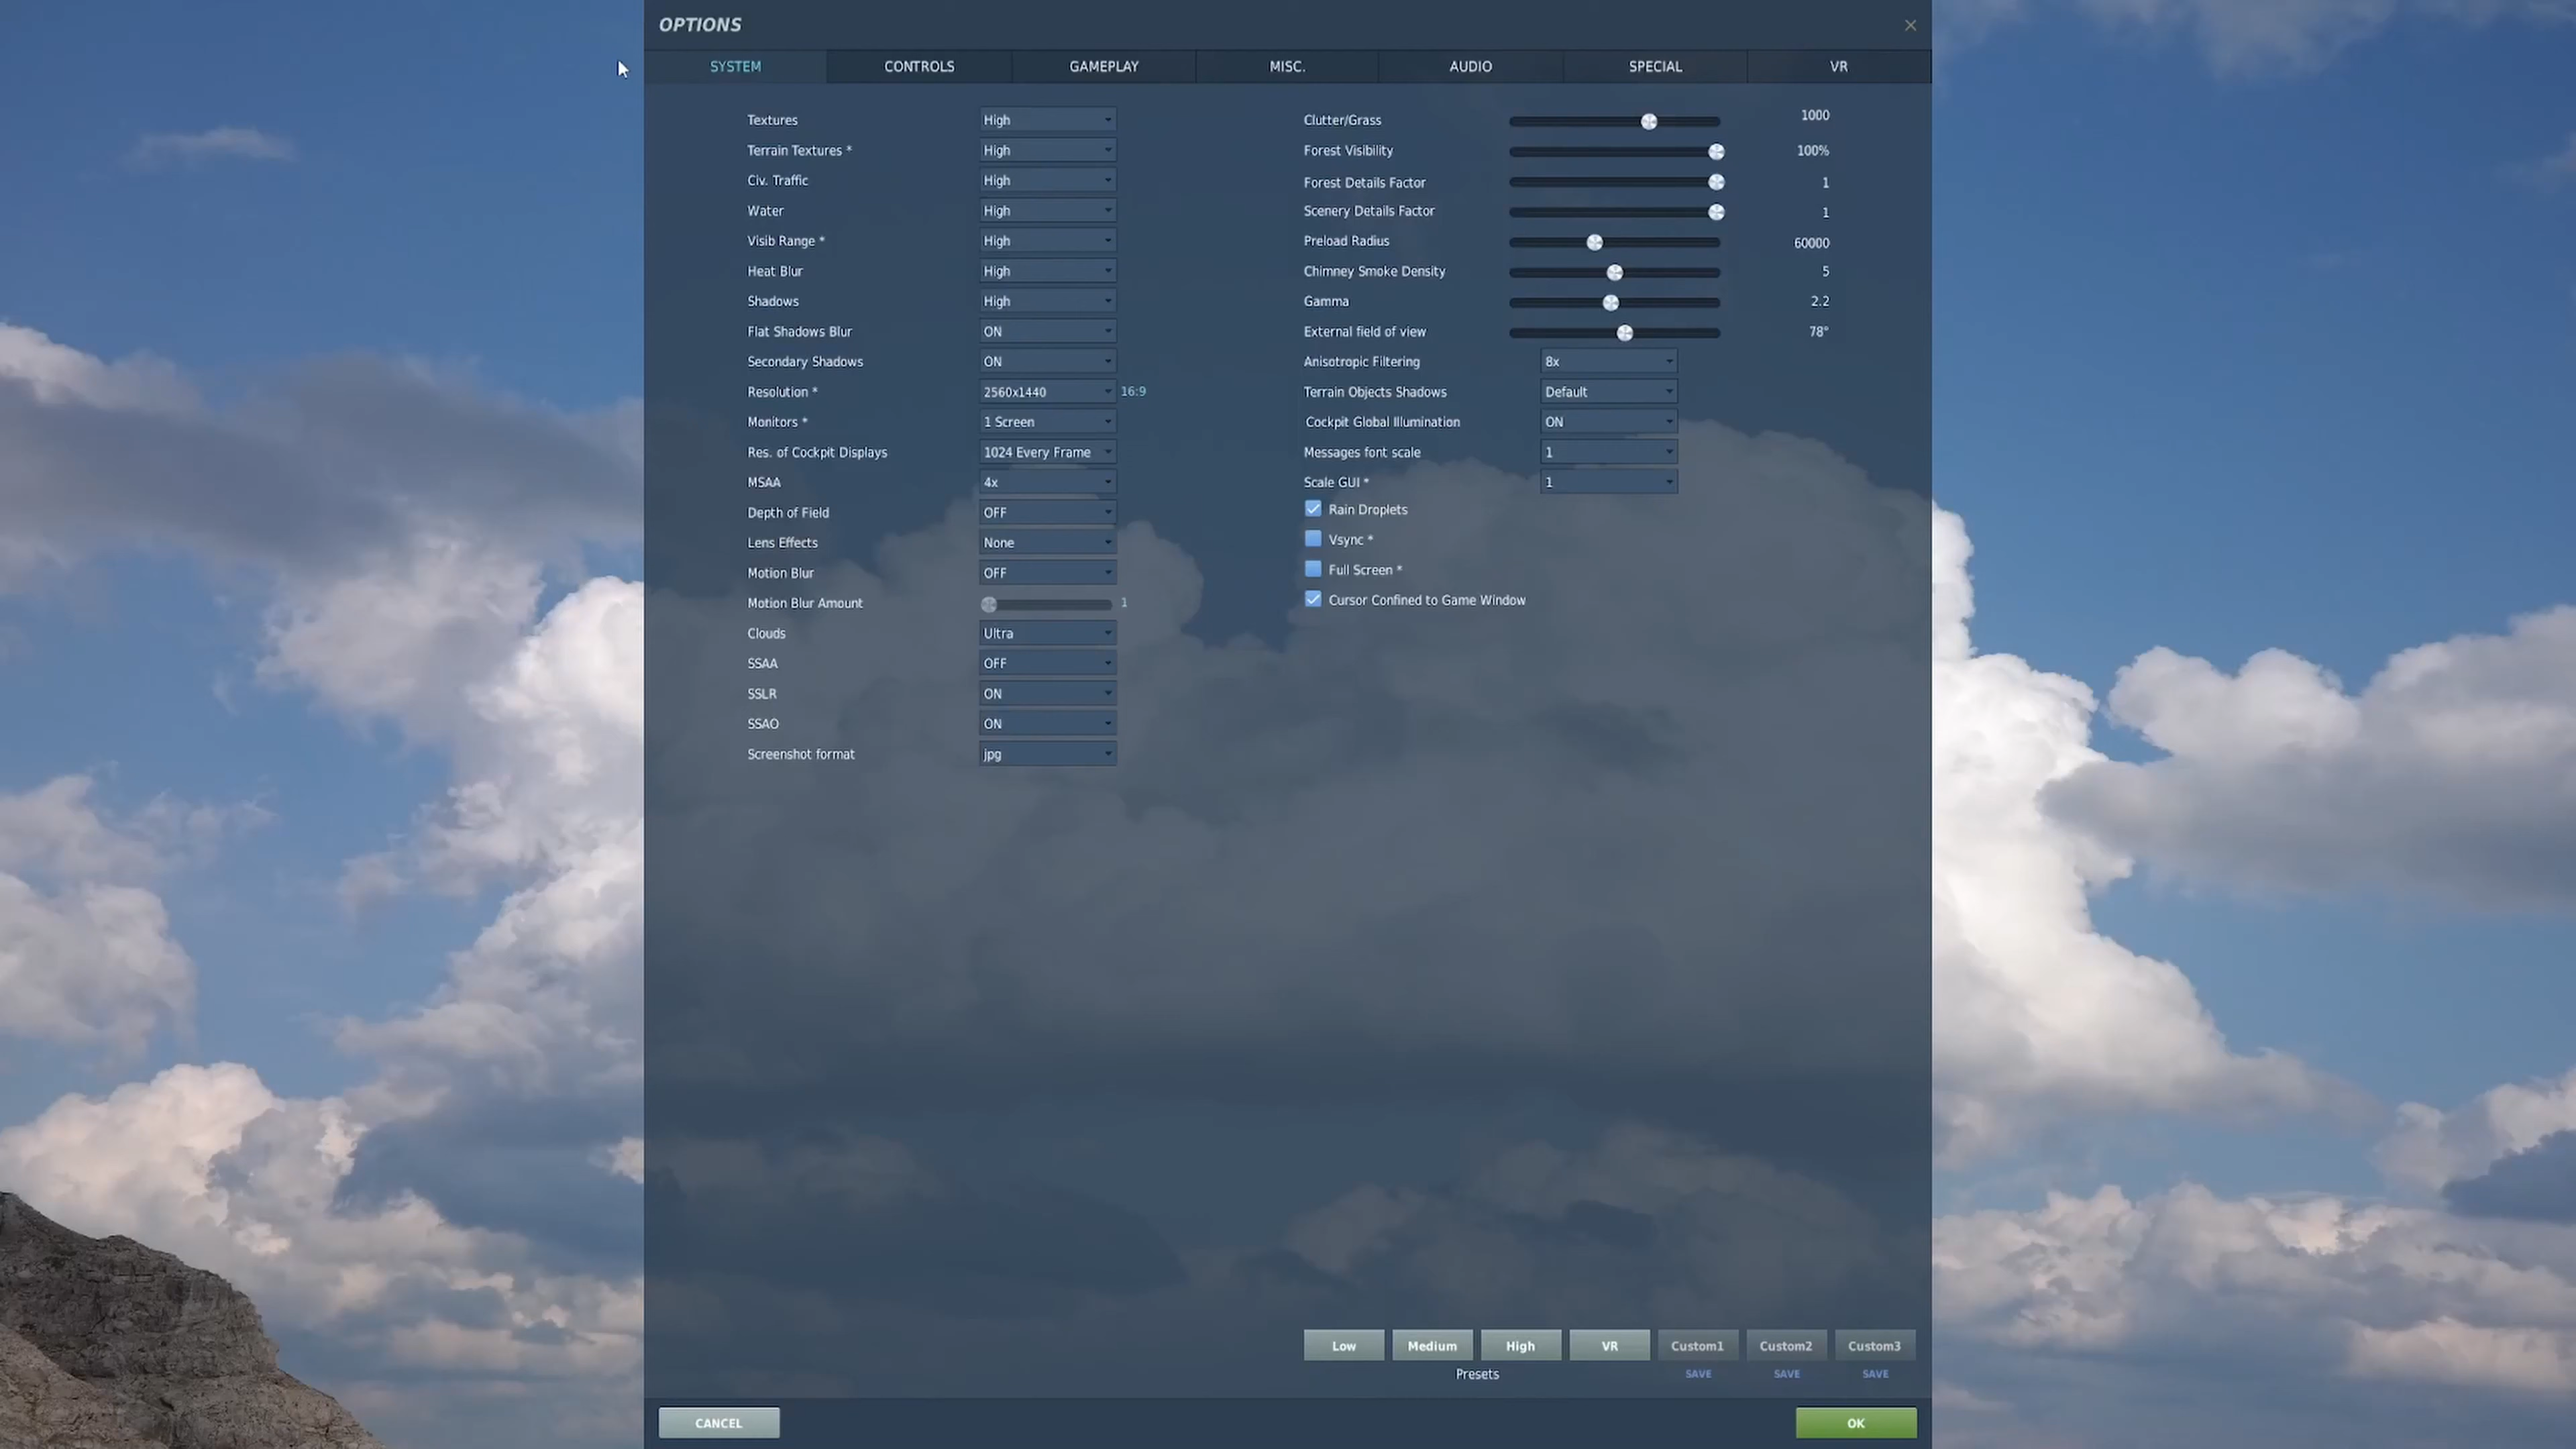 OPTIONS
SYSTEM CONTROLS GAMEPLAY MISC. AUDIO SPECIAL VR
Textures High
Terrain Textures * High
Civ. Traffic High
Water High
Visib Range * High
Heat Blur High
Shadows High
Flat Shadows Blur ON
Secondary Shadows ON
Resolution * 2560x1440 16:9
Monitors * 1 Screen
Res. of Cockpit Displays 1024 Every Frame
MSAA 4x
Depth of Field OFF
Lens Effects None
Motion Blur OFF
Motion Blur Amount 1
Clouds Ultra
SSAA OFF
SSLR ON
SSAO ON
Screenshot format jpg
Clutter/Grass 1000
Forest Visibility 100%
Forest Details Factor 1
Scenery Details Factor 1
Preload Radius 60000
Chimney Smoke Density 5
Gamma 2.2
External field of view 78°
Anisotropic Filtering 8x
Terrain Objects Shadows Default
Cockpit Global Illumination ON
Messages font scale 1
Scale GUI * 1
Rain Droplets
Vsync *
Full Screen *
Cursor Confined to Game Window
Low Medium High VR Custom1 Custom2 Custom3
Presets SAVE SAVE SAVE
CANCEL OK